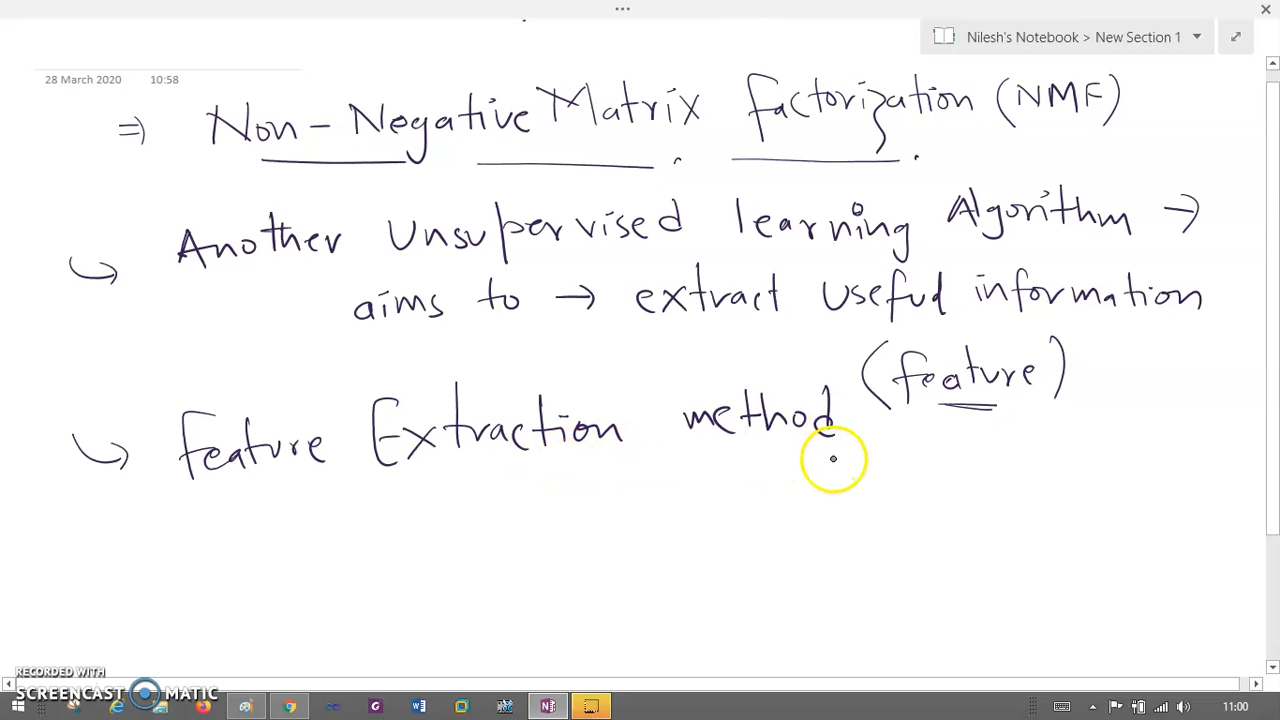 ...
Nilesh's Notebook > New Section 1
28 March 2020 10:58
⇒ Non-Negative Matrix Factorization (NMF)
Another Unsupervised learning Algorithm →
aims to → extract useful information
(feature)
Feature Extraction method
RECORDED WITH
SCREENCAST MATIC
11:00